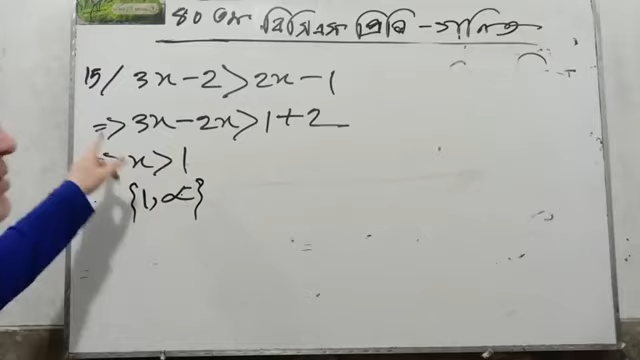 ৪০ তম বিসিএস প্রিলি - গণিত
15/ 3x-2>2x-1
=> 3x-2x>1+2
=> x>1
{1,∝}